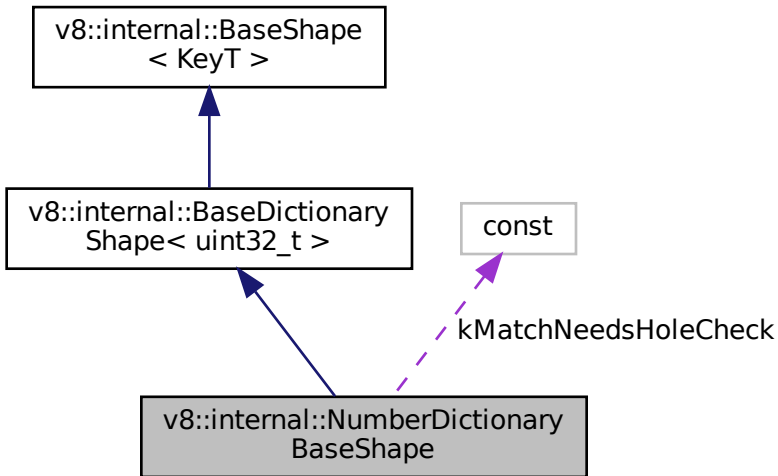 v8::internal::BaseShape
< KeyT >
v8::internal::BaseDictionary
Shape< uint32_t >
const
kMatchNeedsHoleCheck
v8::internal::NumberDictionary
BaseShape